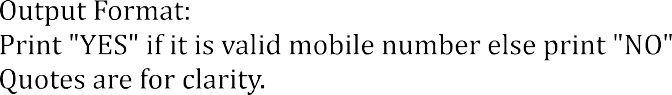 Output Format:
Print "YES" if it is valid mobile number else print "NO"
Quotes are for clarity.